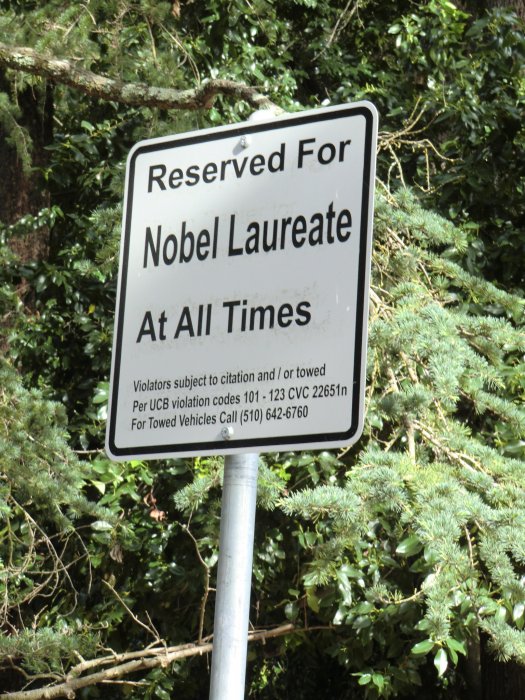 Reserved For
Nobel Laureate
At All Times
Violators subject to citation and / or towed
Per UCB violation codes 101 - 123 CVC 22651n
For Towed Vehicles Call (510) 642-6760